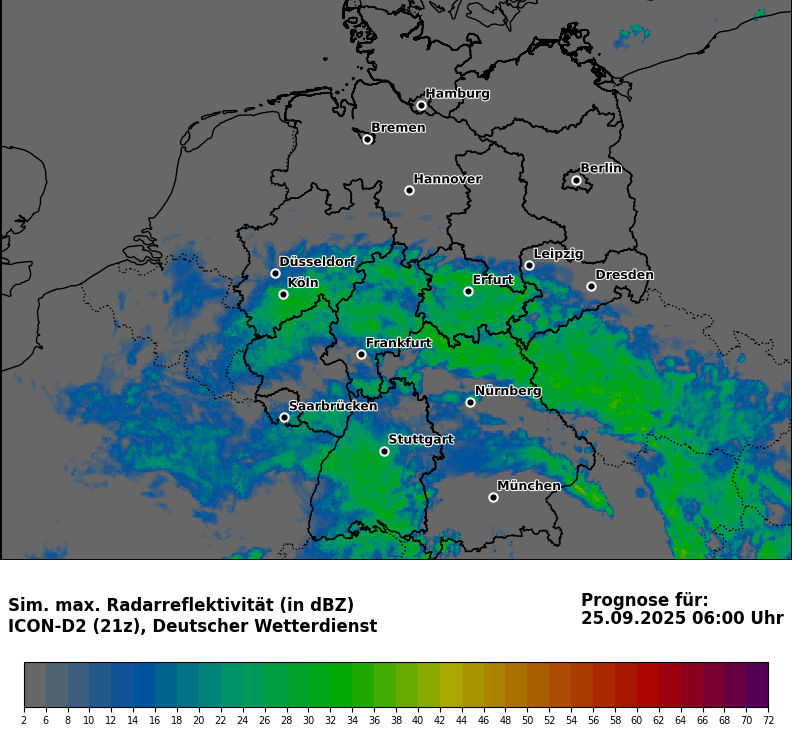 Hamburg
Bremen
Berlin
Hannover
Leipzig
Düsseldorf
Dresden
Köln
Erfurt
Frankfurt
Nürnberg
Saarbrücken
Stuttgart
München
Sim. max. Radarreflektivität (in dBZ)
ICON-D2 (21z), Deutscher Wetterdienst
Prognose für:
25.09.2025 06:00 Uhr
2 6 8 10 12 14 16 18 20 22 24 26 28 30 32 34 36 38 40 42 44 46 48 50 52 54 56 58 62 64 66 68 70 72